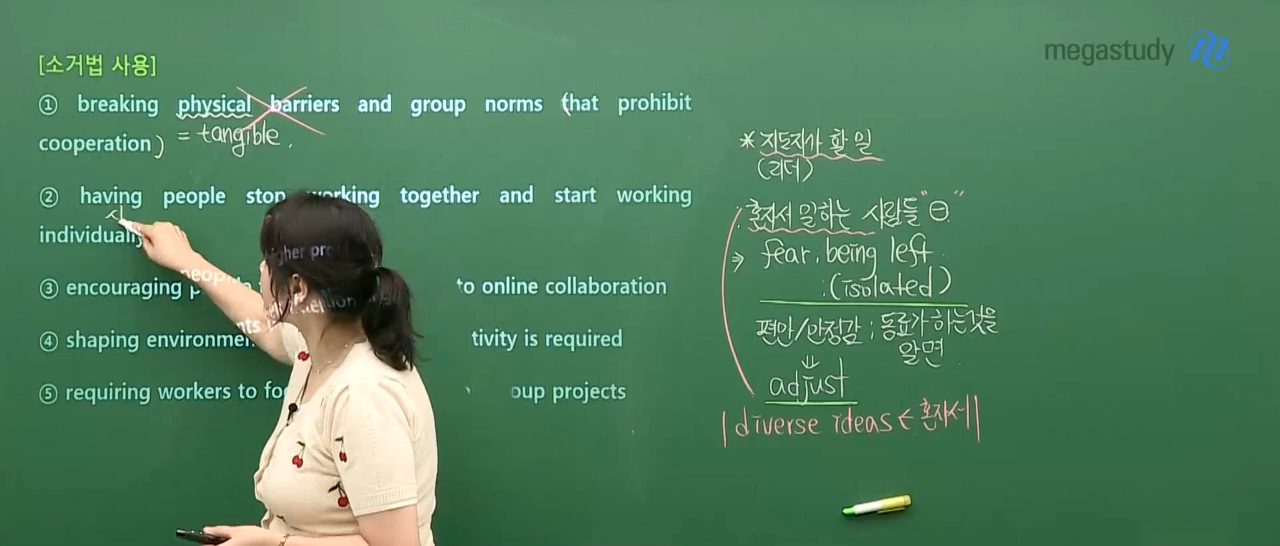 megastudy
[소거법 사용]
① breaking physical barriers and group norms (that prohibit
cooperation)
= tangible.
② having people stop working together and start working
individually
③ encouraging to online collaboration
④ shaping tivity is required
⑤ requiring workers to oup projects
* 지도자가 할 일
(리더)
: 혼자서 일하는 사람들 "⊖"
⇒ fear : being left
: (isolated)
편안/안정감 ; 동료가 하는것을
알면
⇓
adjust
| diverse ideas < 혼자서 |